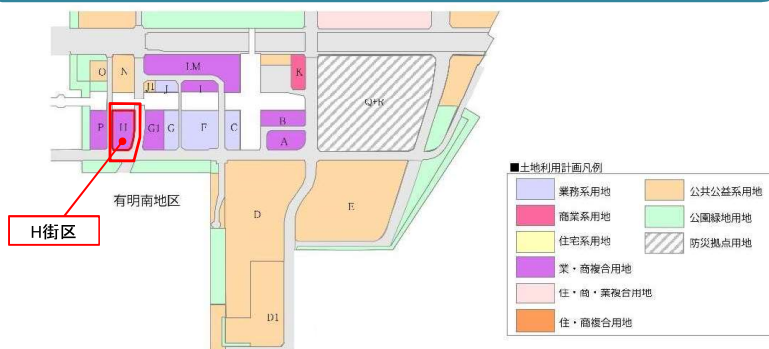 K
LM
O
N
J1
J
I
Q+R
P
H
G1
G
F
C
B
A
有明南地区
D
E
D1
H街区
■土地利用計画凡例
業務系用地
公共公益系用地
商業系用地
公園緑地用地
住宅系用地
防災拠点用地
業・商複合用地
住・商・業複合用地
住・商複合用地